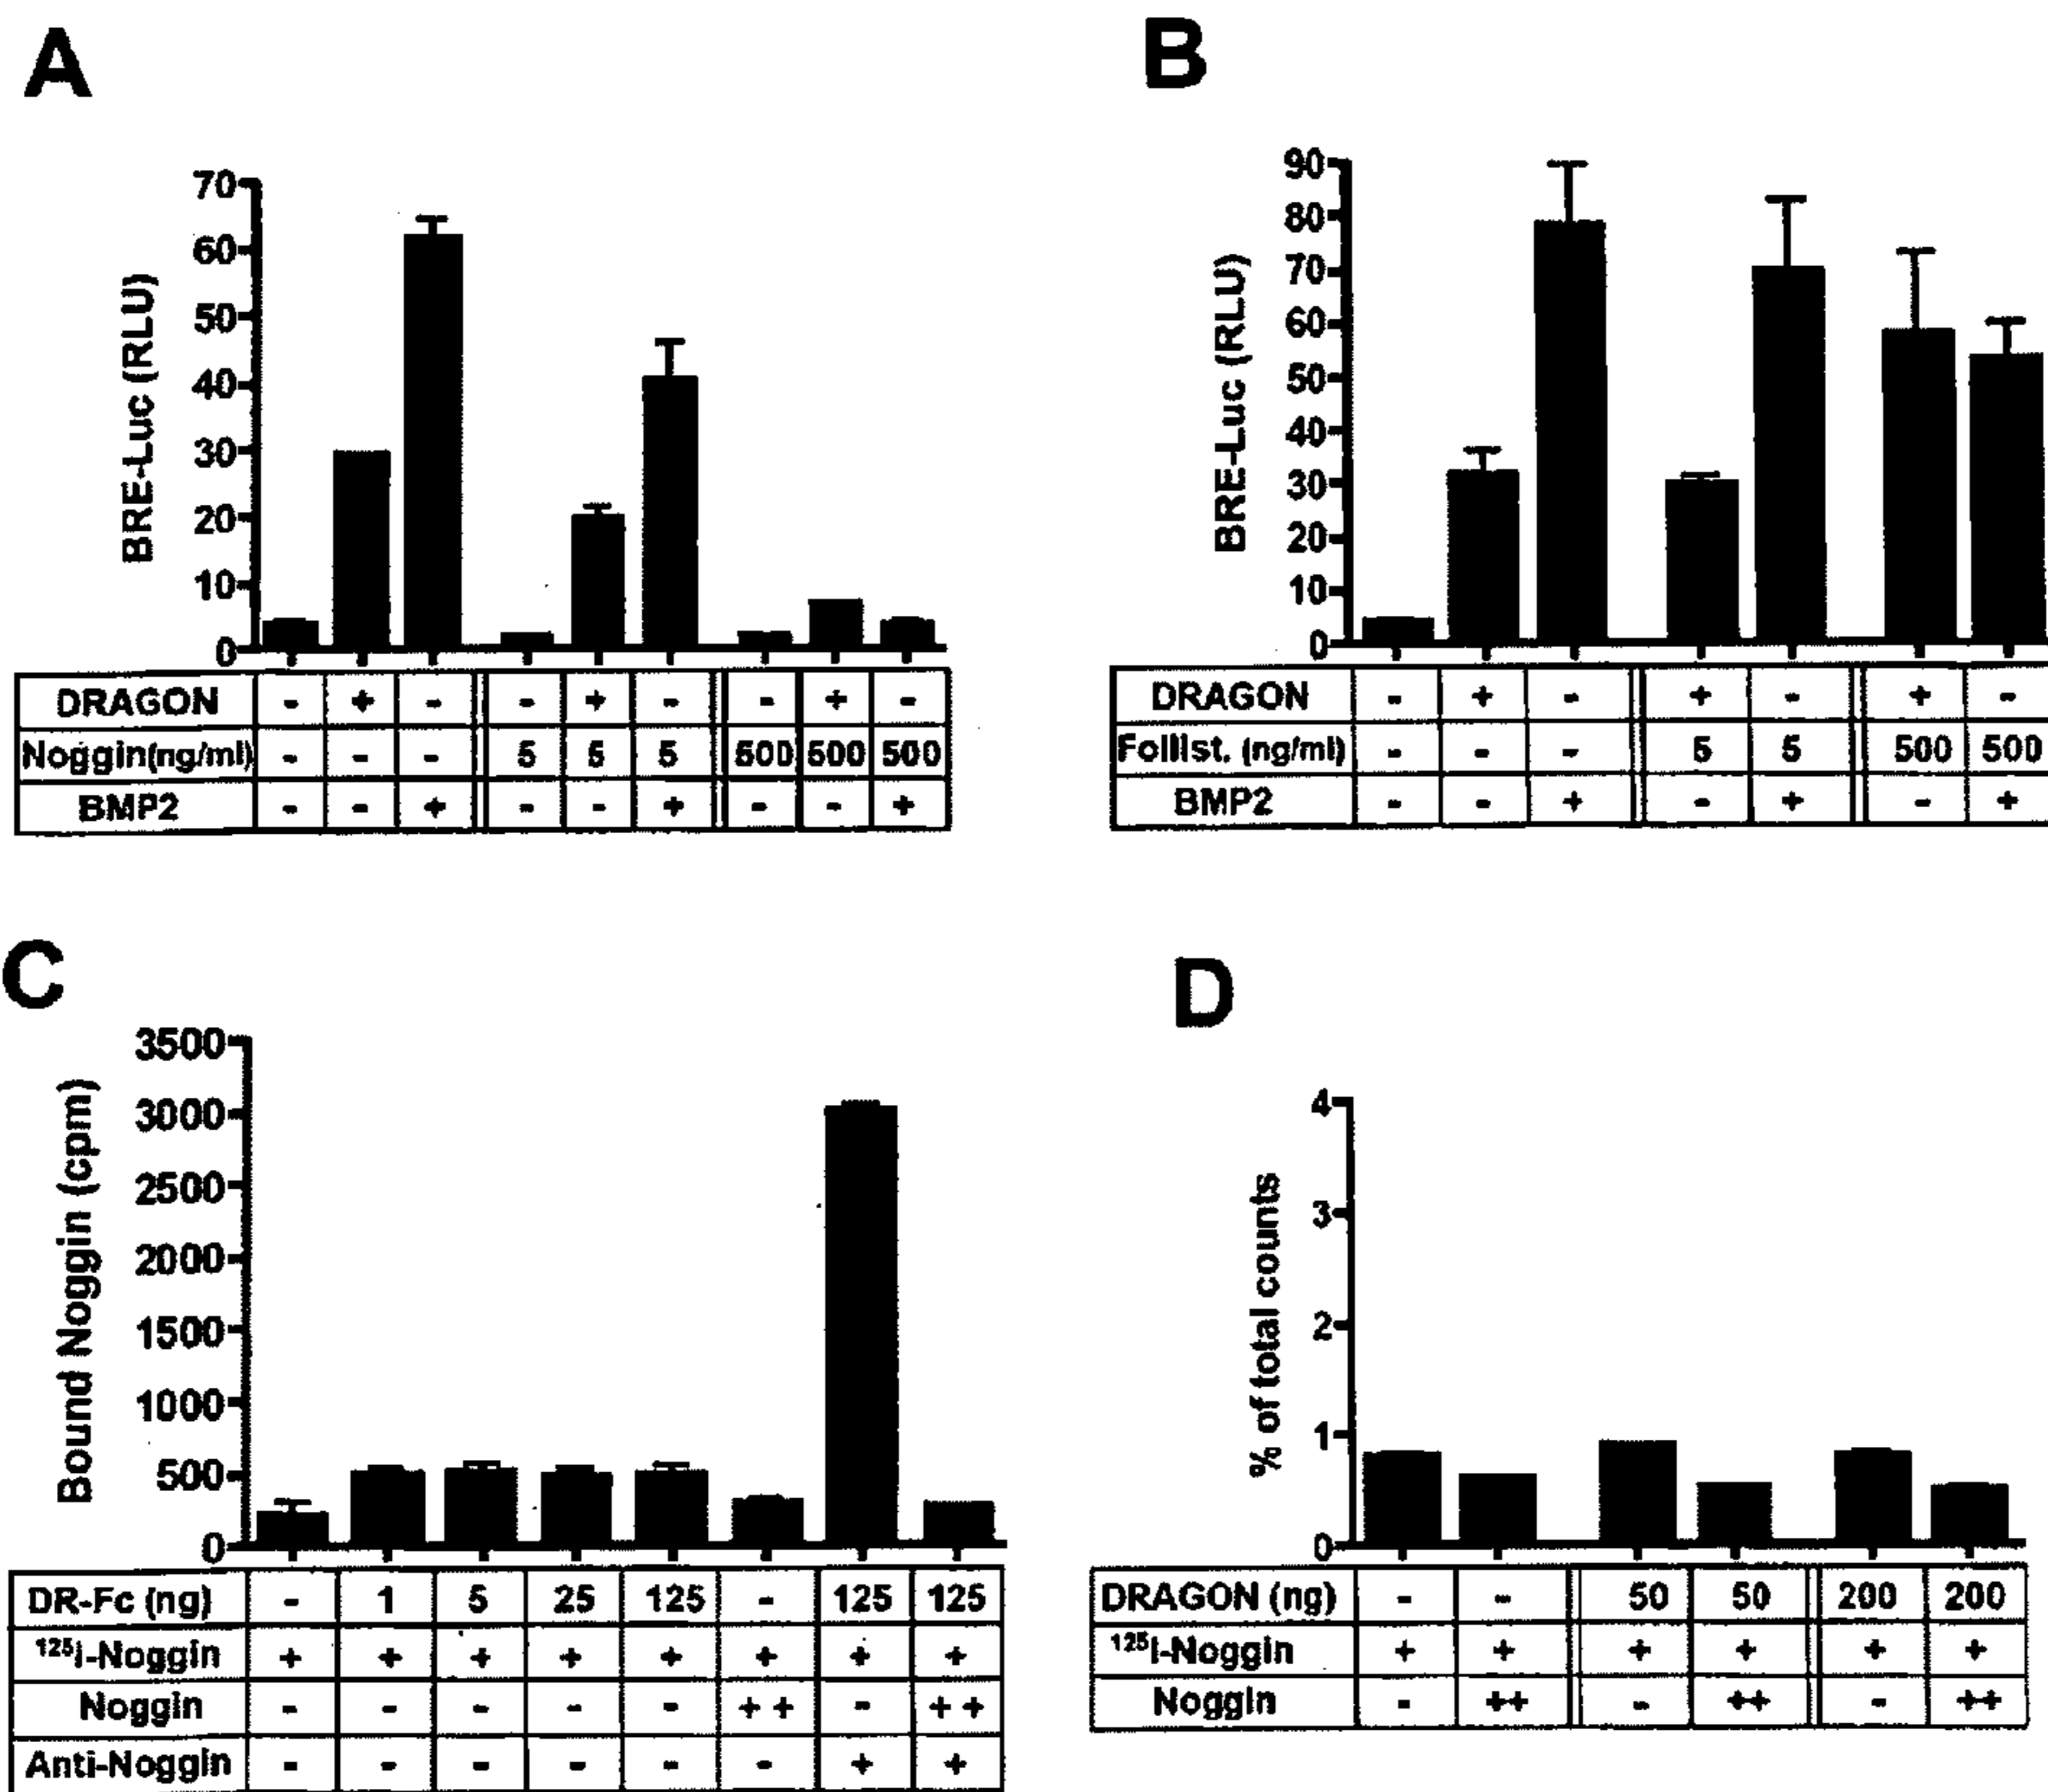 A
BRE-Luc (RLU)
70
60
50
40
30
20
10
0
DRAGON - + - - + - - + -
Noggin(ng/ml) - - - 5 5 5 500 500 500
BMP2 - - + - - + - - +
B
BRE-Luc (RLU)
90
80
70
60
50
40
30
20
10
0
DRAGON - + - + - + -
Follist. (ng/ml) - - - 5 5 500 500
BMP2 - - + - + - +
C
Bound Noggin (cpm)
3500
3000
2500
2000
1500
1000
500
0
DR-Fc (ng) - 1 5 25 125 - 125 125
¹²⁵I-Noggin + + + + + + + +
Noggin - - - - - ++ - ++
Anti-Noggin - - - - - - + +
D
% of total counts
4
3
2
1
0
DRAGON (ng) - - 50 50 200 200
¹²⁵I-Noggin + + + + + +
Noggin - ++ - ++ - ++